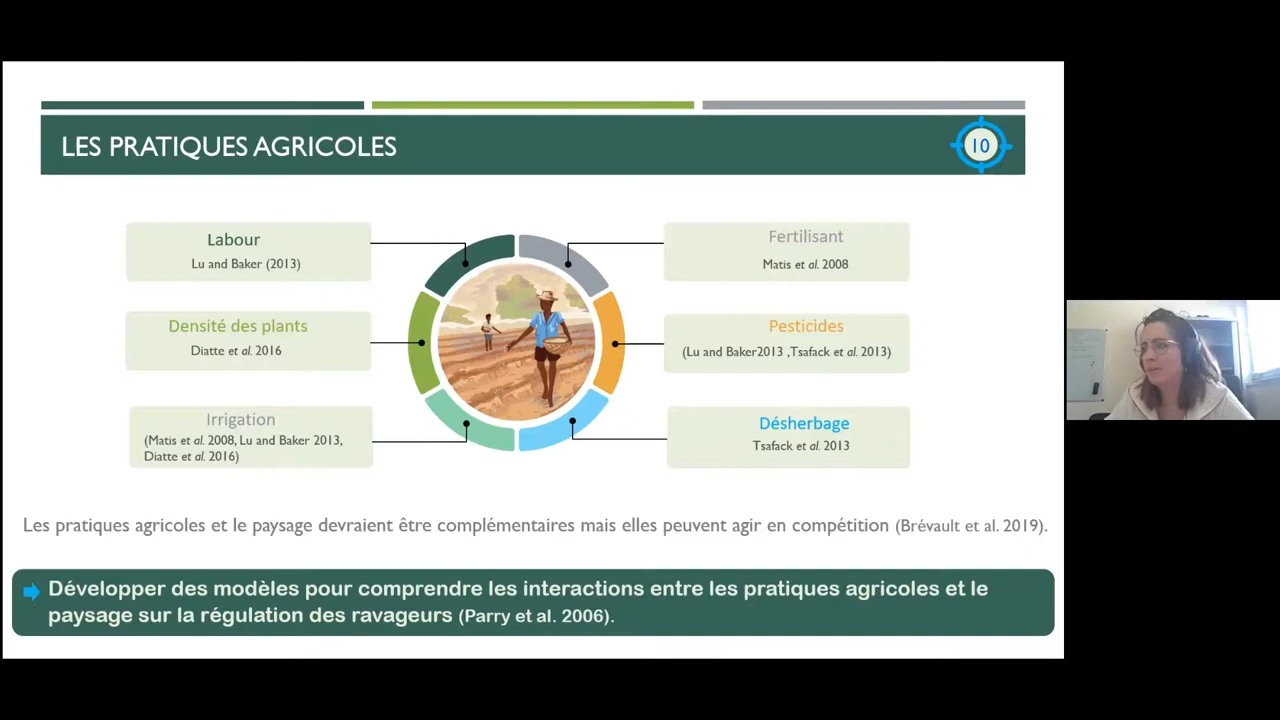 LES PRATIQUES AGRICOLES
10
Labour
Lu and Baker (2013)
Densité des plants
Diatte et al. 2016
Irrigation
(Matis et al. 2008, Lu and Baker 2013,
Diatte et al. 2016)
Fertilisant
Matis et al. 2008
Pesticides
(Lu and Baker2013 ,Tsafack et al. 2013)
Désherbage
Tsafack et al. 2013
Les pratiques agricoles et le paysage devraient être complémentaires mais elles peuvent agir en compétition (Brévault et al. 2019).
Développer des modèles pour comprendre les interactions entre les pratiques agricoles et le
paysage sur la régulation des ravageurs (Parry et al. 2006).